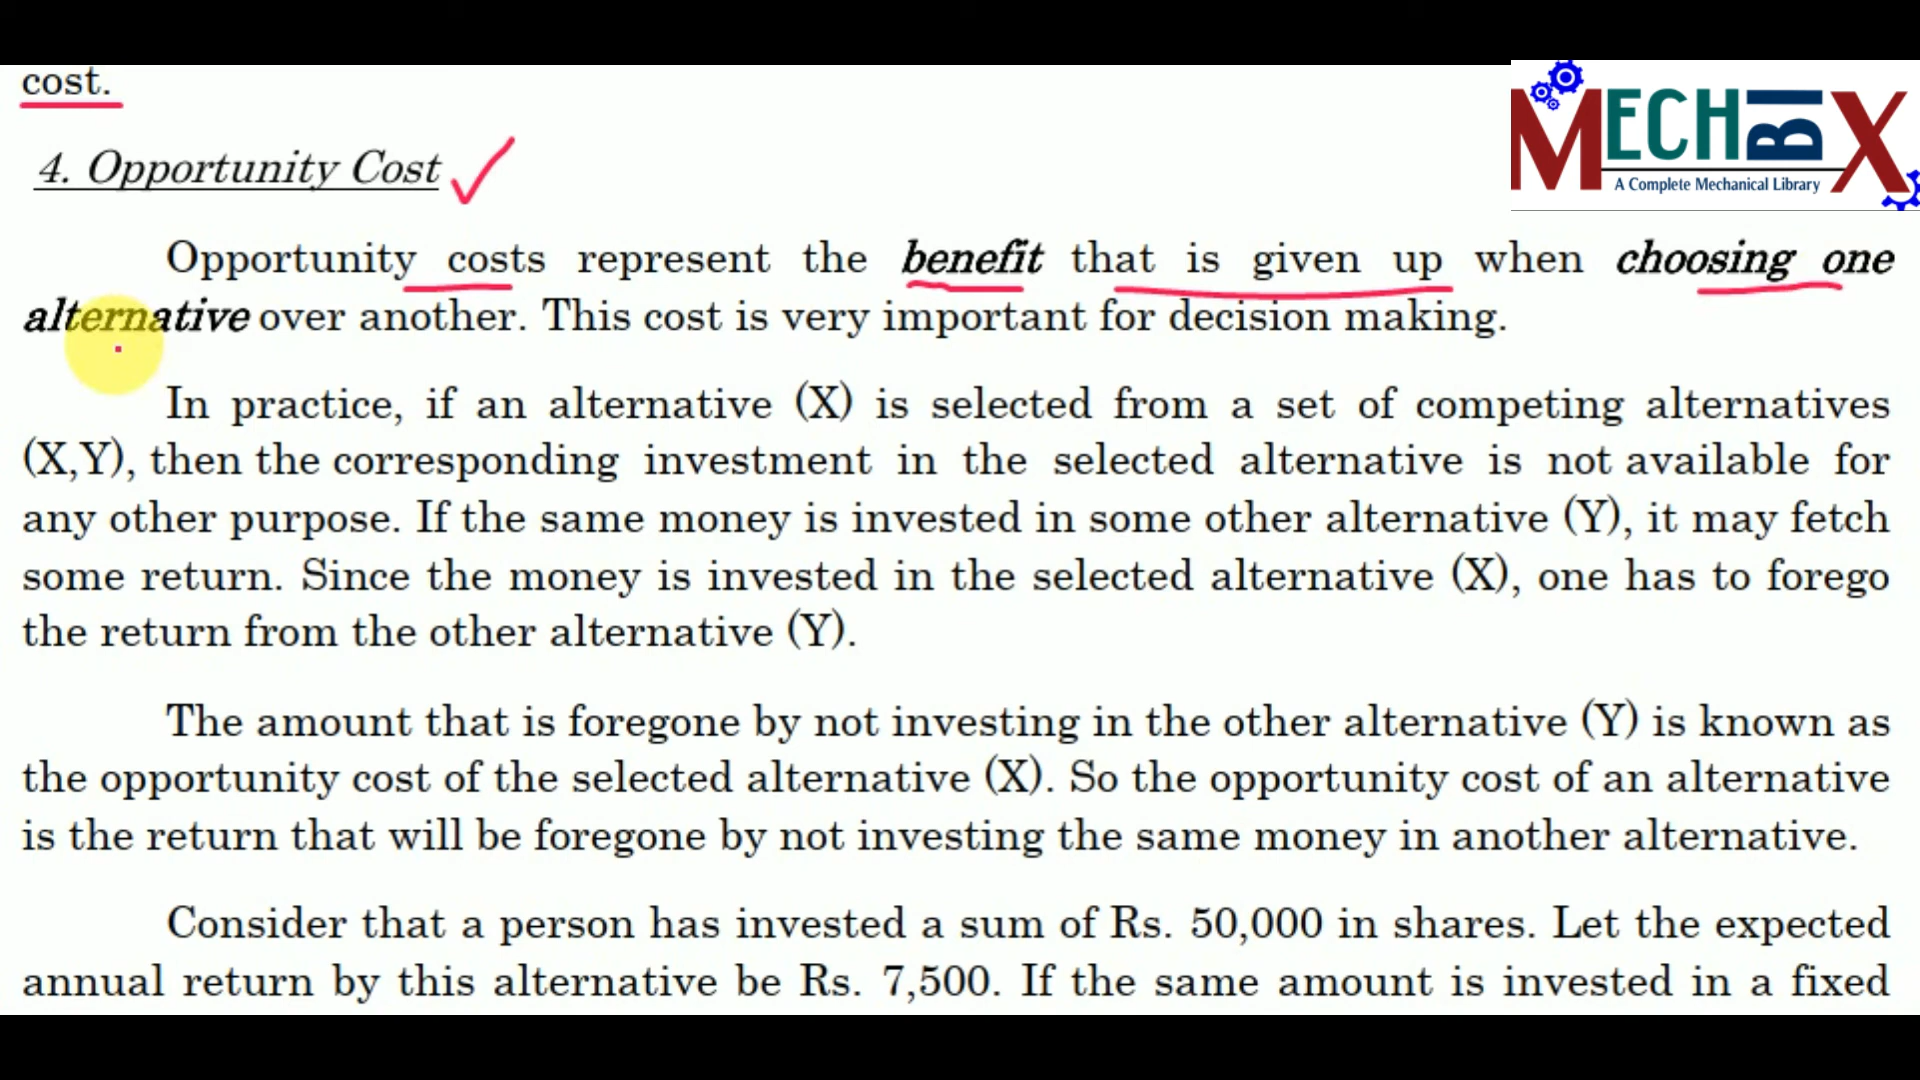 cost.
MECHBIX
A Complete Mechanical Library
4. Opportunity Cost
Opportunity costs represent the benefit that is given up when choosing one
alternative over another. This cost is very important for decision making.
In practice, if an alternative (X) is selected from a set of competing alternatives
(X,Y), then the corresponding investment in the selected alternative is not available for
any other purpose. If the same money is invested in some other alternative (Y), it may fetch
some return. Since the money is invested in the selected alternative (X), one has to forego
the return from the other alternative (Y).
The amount that is foregone by not investing in the other alternative (Y) is known as
the opportunity cost of the selected alternative (X). So the opportunity cost of an alternative
is the return that will be foregone by not investing the same money in another alternative.
Consider that a person has invested a sum of Rs. 50,000 in shares. Let the expected
annual return by this alternative be Rs. 7,500. If the same amount is invested in a fixed